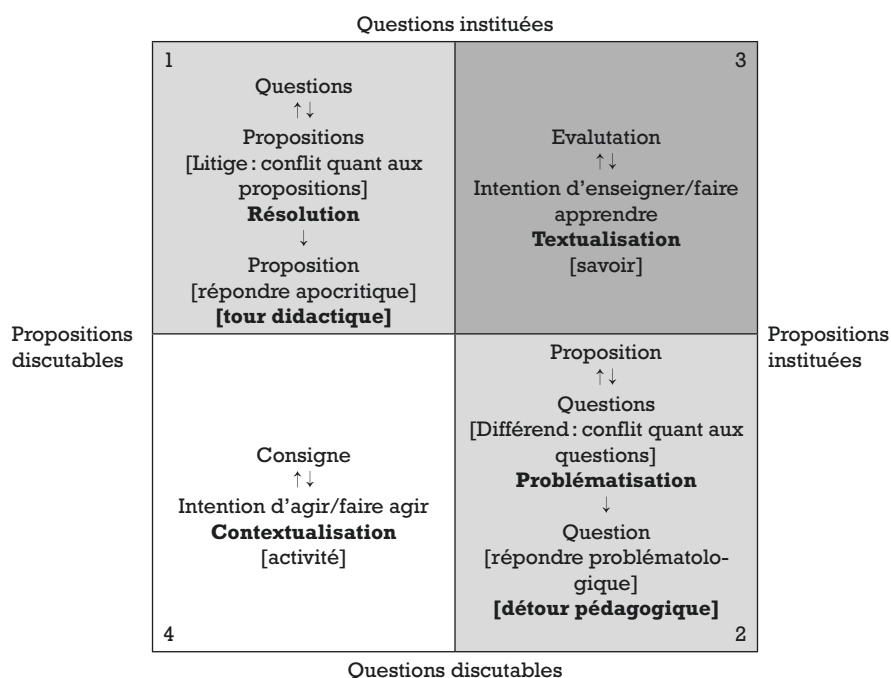 Questions instituées
1
Questions
↑↓
Propositions
[Litige : conflit quant aux
propositions]
Résolution
↓
Proposition
[répondre apocritique]
[tour didactique]
3
Evalutation
↑↓
Intention d’enseigner/faire
apprendre
Textualisation
[savoir]
Propositions
discutables
Propositions
instituées
Consigne
↑↓
Intention d’agir/faire agir
Contextualisation
[activité]
4
Proposition
↑↓
Questions
[Différend : conflit quant aux
questions]
Problématisation
↓
Question
[répondre problématolo-
gique]
[détour pédagogique]
2
Questions discutables